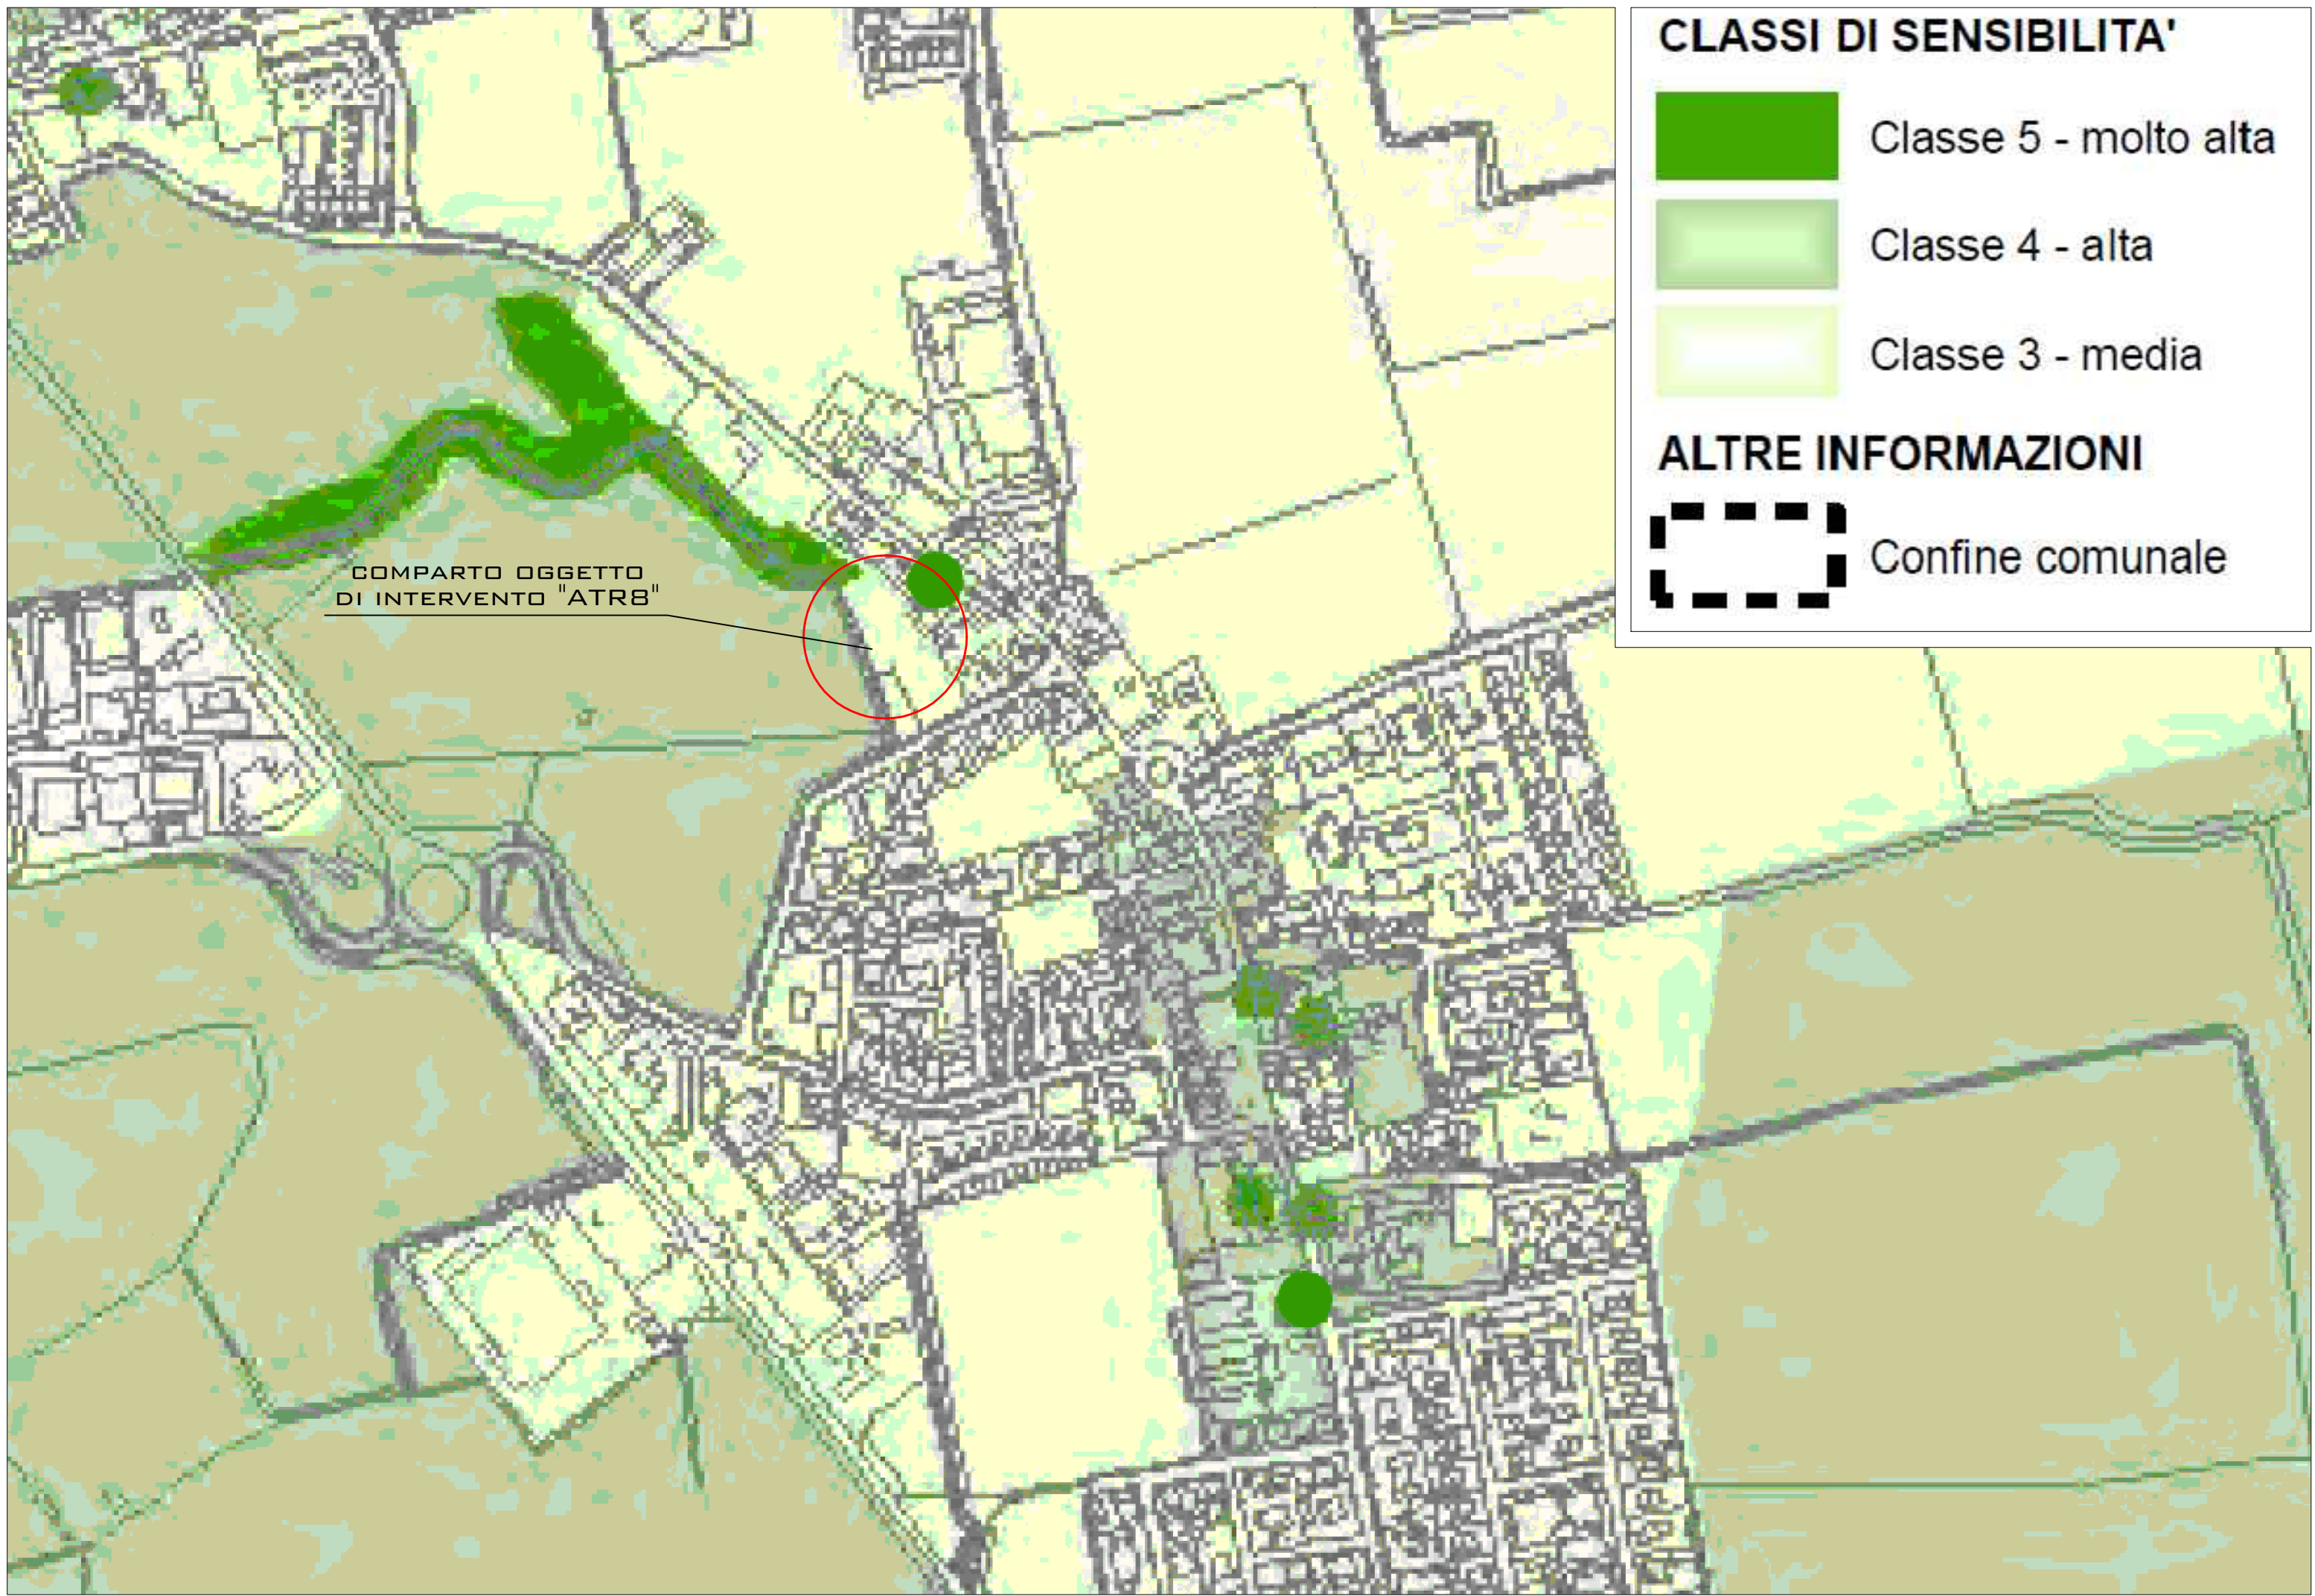 CLASSI DI SENSIBILITA'
Classe 5 - molto alta
Classe 4 - alta
Classe 3 - media
ALTRE INFORMAZIONI
Confine comunale
COMPARTO OGGETTO
DI INTERVENTO "ATR8"